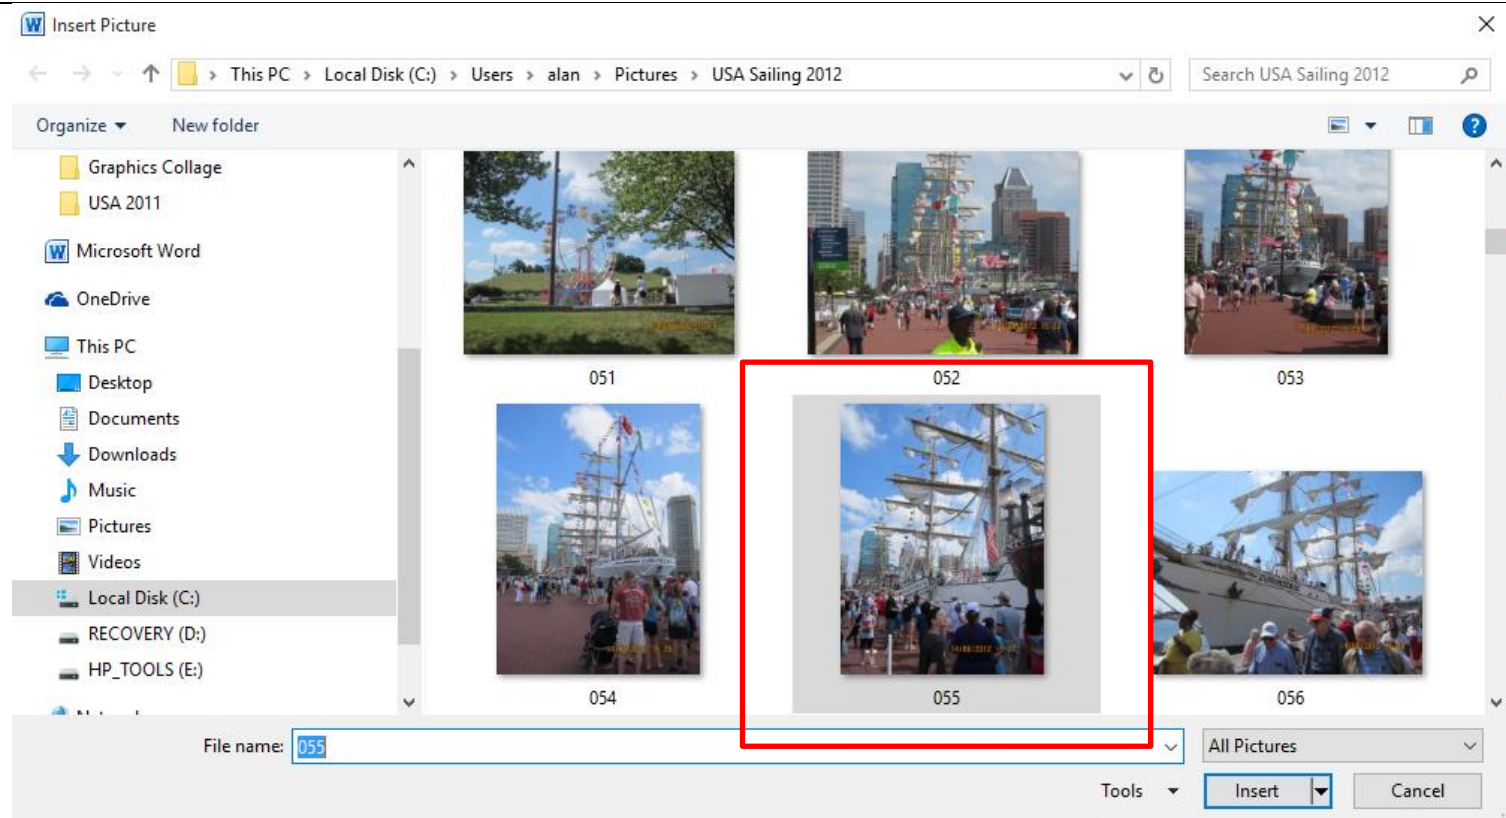 Insert Picture
This PC > Local Disk (C:) > Users > alan > Pictures > USA Sailing 2012
Search USA Sailing 2012
Organize
New folder
Graphics Collage
USA 2011
Microsoft Word
OneDrive
This PC
Desktop
Documents
Downloads
Music
Pictures
Videos
Local Disk (C:)
RECOVERY (D:)
HP_TOOLS (E:)
051
052
053
054
055
056
File name:
055
All Pictures
Tools
Insert
Cancel